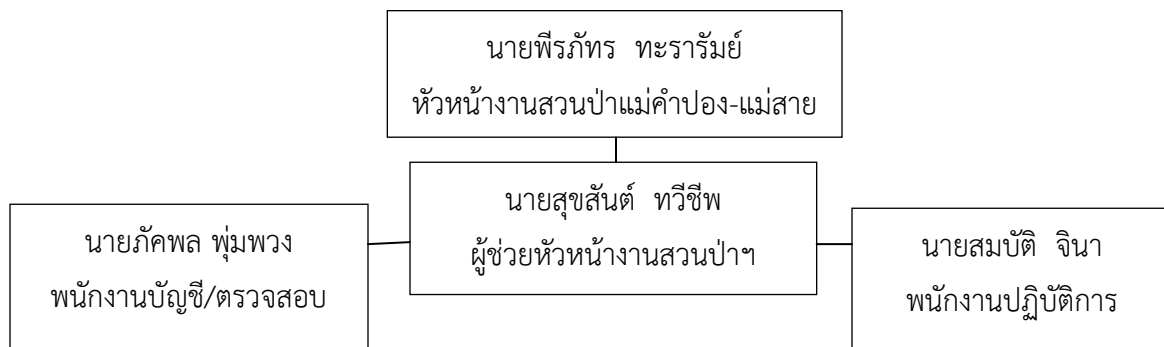 นายพีรภัทร ทะรารัมย์
หัวหน้างานสวนป่าแม่คำปอง-แม่สาย
นายสุขสันต์ ทวีชีพ
ผู้ช่วยหัวหน้างานสวนป่าฯ
นายภัคพล พุ่มพวง
พนักงานบัญชี/ตรวจสอบ
นายสมบัติ จินา
พนักงานปฏิบัติการ